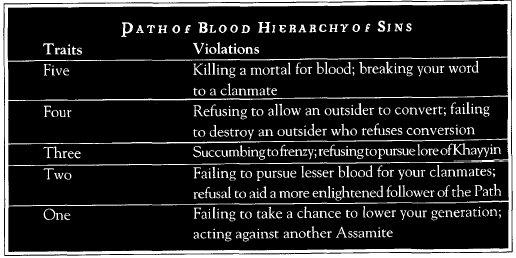 PATH OF BLOOD HIERARCHY OF SINS
Traits Violations
Five Killing a mortal for blood; breaking your word
to a clanmate
Four Refusing to allow an outsider to convert; failing
to destroy an outsider who refuses conversion
Three Succumbing to frenzy; refusing to pursue lore of Khayyin
Two Failing to pursue lesser blood for your clanmates;
refusal to aid a more enlightened follower of the Path
One Failing to take a chance to lower your generation;
acting against another Assamite